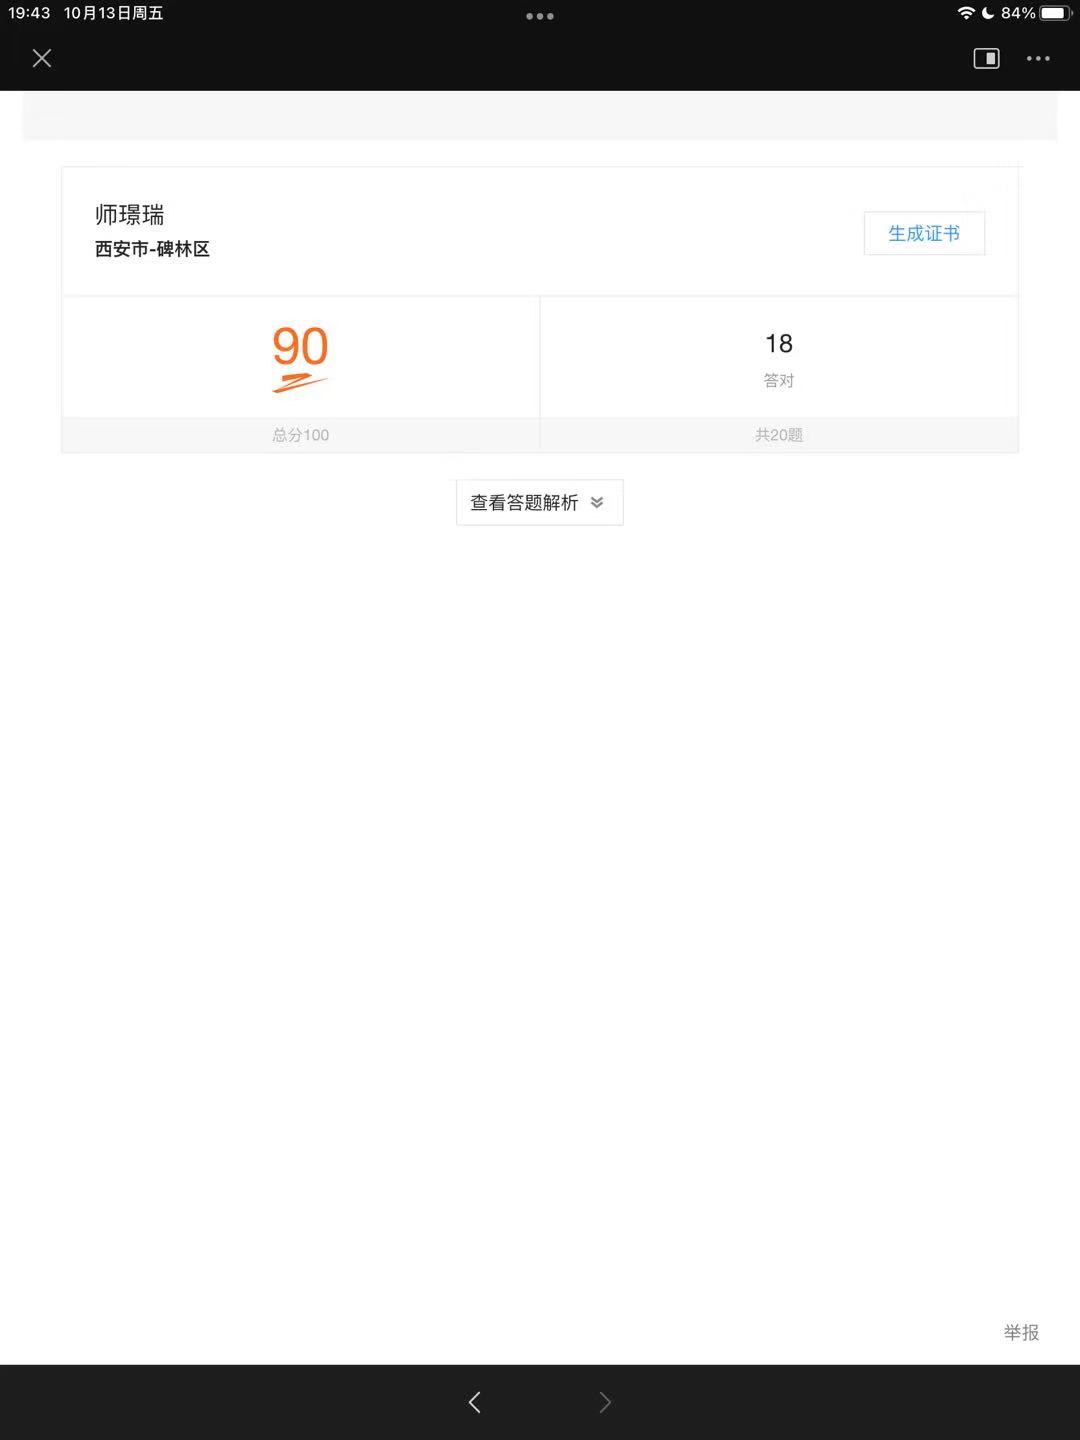 19:43 10月13日周五
84%
师璟瑞
西安市-碑林区
生成证书
90
18
答对
总分100
共20题
查看答题解析
举报